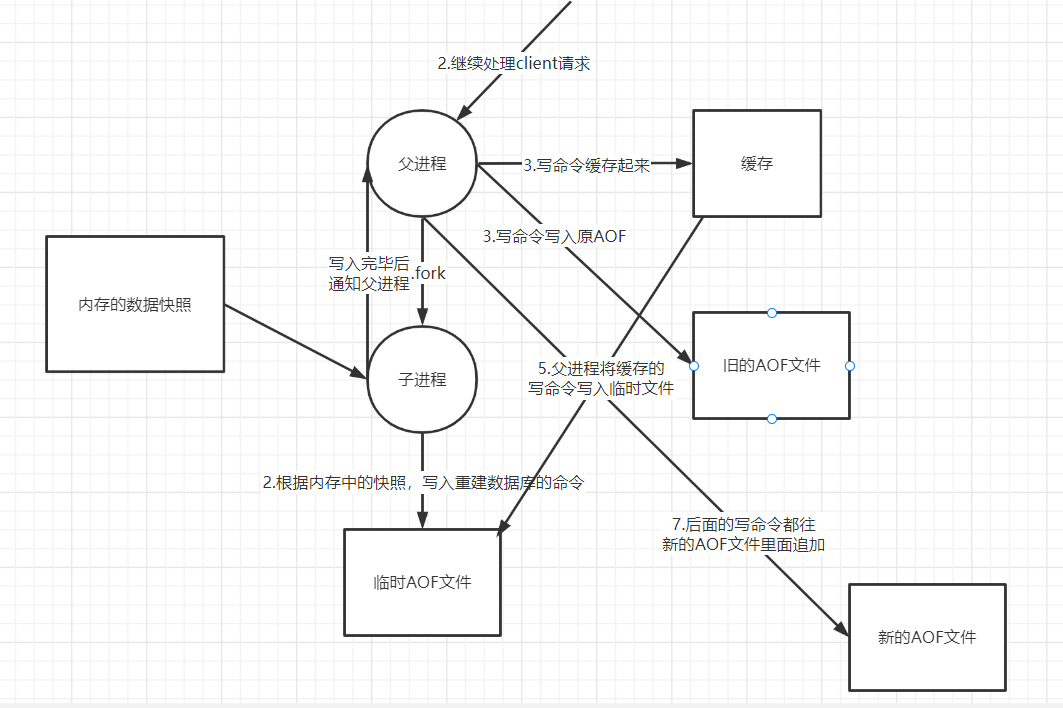 2.继续处理client请求
父进程
3.写命令缓存起来
缓存
3.写命令写入原AOF
写入完毕后
通知父进程
.fork
内存的数据快照
5.父进程将缓存的
写命令写入临时文件
旧的AOF文件
子进程
2.根据内存中的快照，写入重建数据库的命令
7.后面的写命令都往
新的AOF文件里面追加
临时AOF文件
新的AOF文件